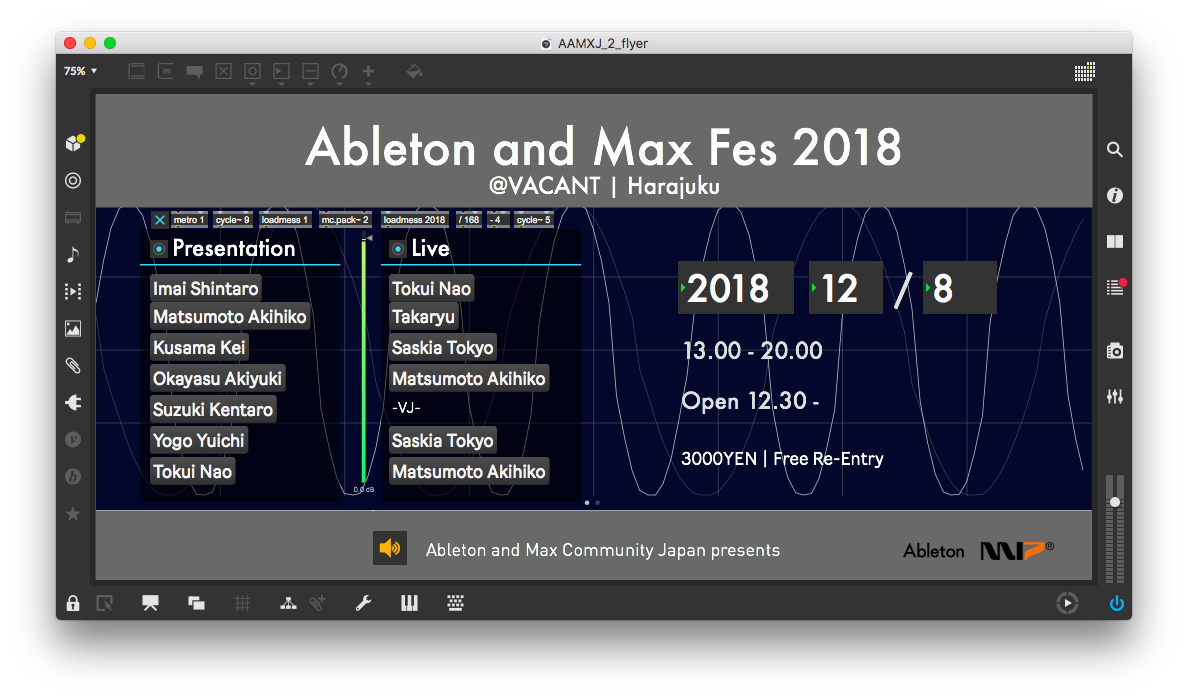 AAMXJ_2_flyer
75%
Ableton and Max Fes 2018
@VACANT | Harajuku
metro 1 cycle~ 9 loadmess 1 mc.pack~ 2 loadmess 2018 / 168 - 4 cycle~ 5
Presentation
Imai Shintaro
Matsumoto Akihiko
Kusama Kei
Okayasu Akiyuki
Suzuki Kentaro
Yogo Yuichi
Tokui Nao
0.0 dB
Live
Tokui Nao
Takaryu
Saskia Tokyo
Matsumoto Akihiko
-VJ-
Saskia Tokyo
Matsumoto Akihiko
2018 12 / 8
13.00 - 20.00
Open 12.30 -
3000YEN | Free Re-Entry
Ableton and Max Community Japan presents
Ableton MI7®